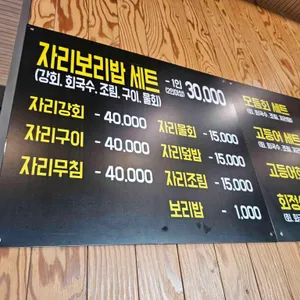 자리보리밥 세트 -1인 30,000
(강회, 회국수, 조림, 구이, 물회)
자리강회 - 40,000
자리구이 - 40,000
자리무침 - 40,000
자리물회 - 15,000
자리덮밥 - 15,000
자리조림 - 15,000
보리밥 - 1,000
모듬회 세트
고등어 세트
고등어회